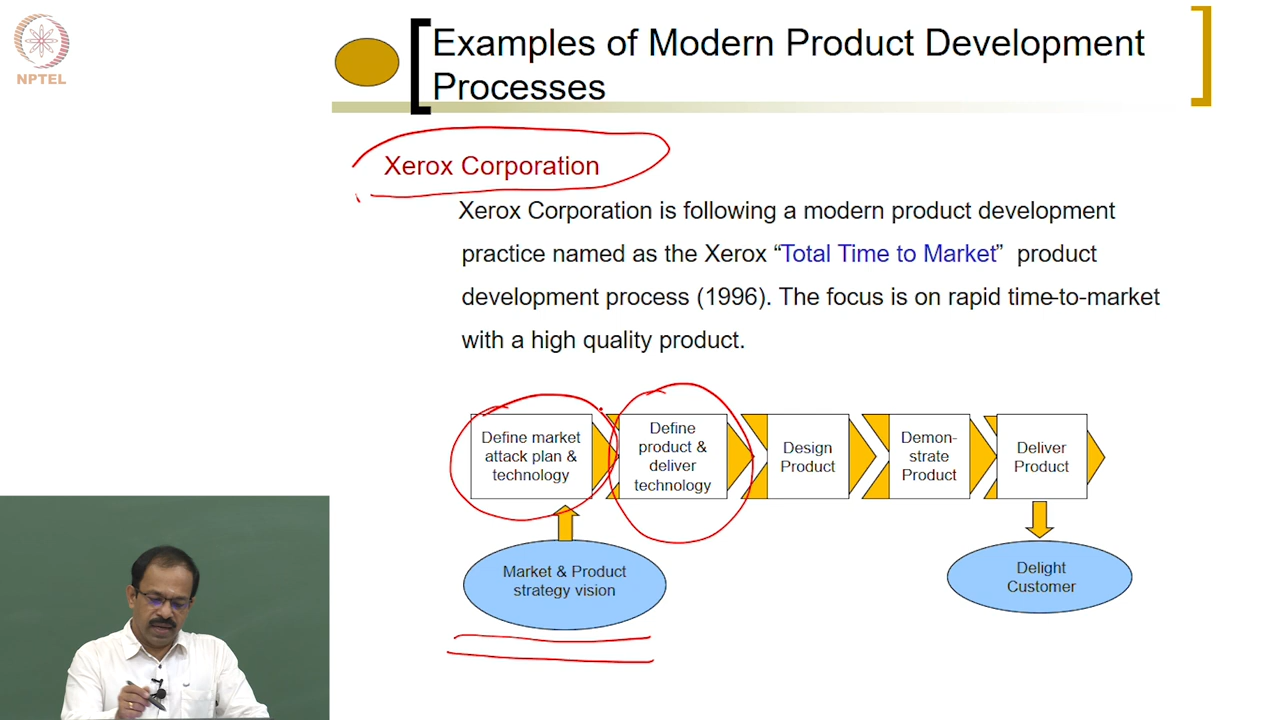 NPTEL
Examples of Modern Product Development
Processes
Xerox Corporation
Xerox Corporation is following a modern product development
practice named as the Xerox “Total Time to Market” product
development process (1996). The focus is on rapid time-to-market
with a high quality product.
Define market
attack plan &
technology
Define
product &
deliver
technology
Design
Product
Demon-
strate
Product
Deliver
Product
Market & Product
strategy vision
Delight
Customer